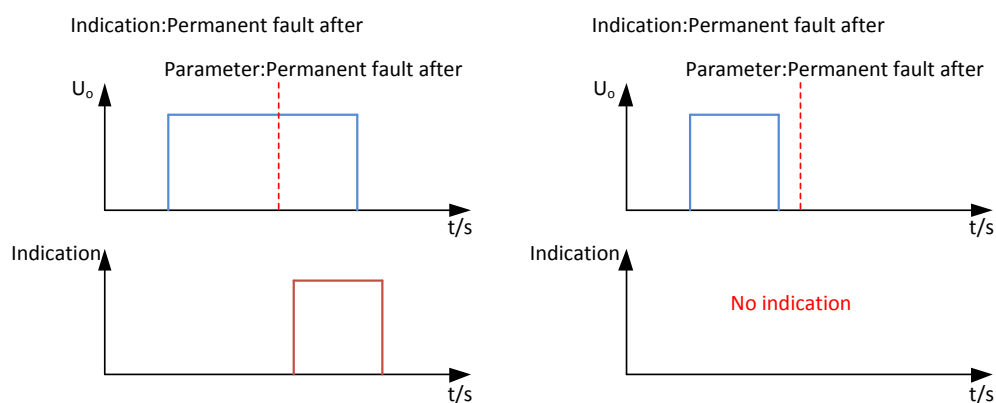 Indication:Permanent fault after
Parameter:Permanent fault after
Uo
t/s
Indication
t/s
Indication:Permanent fault after
Parameter:Permanent fault after
Uo
t/s
Indication
No indication
t/s